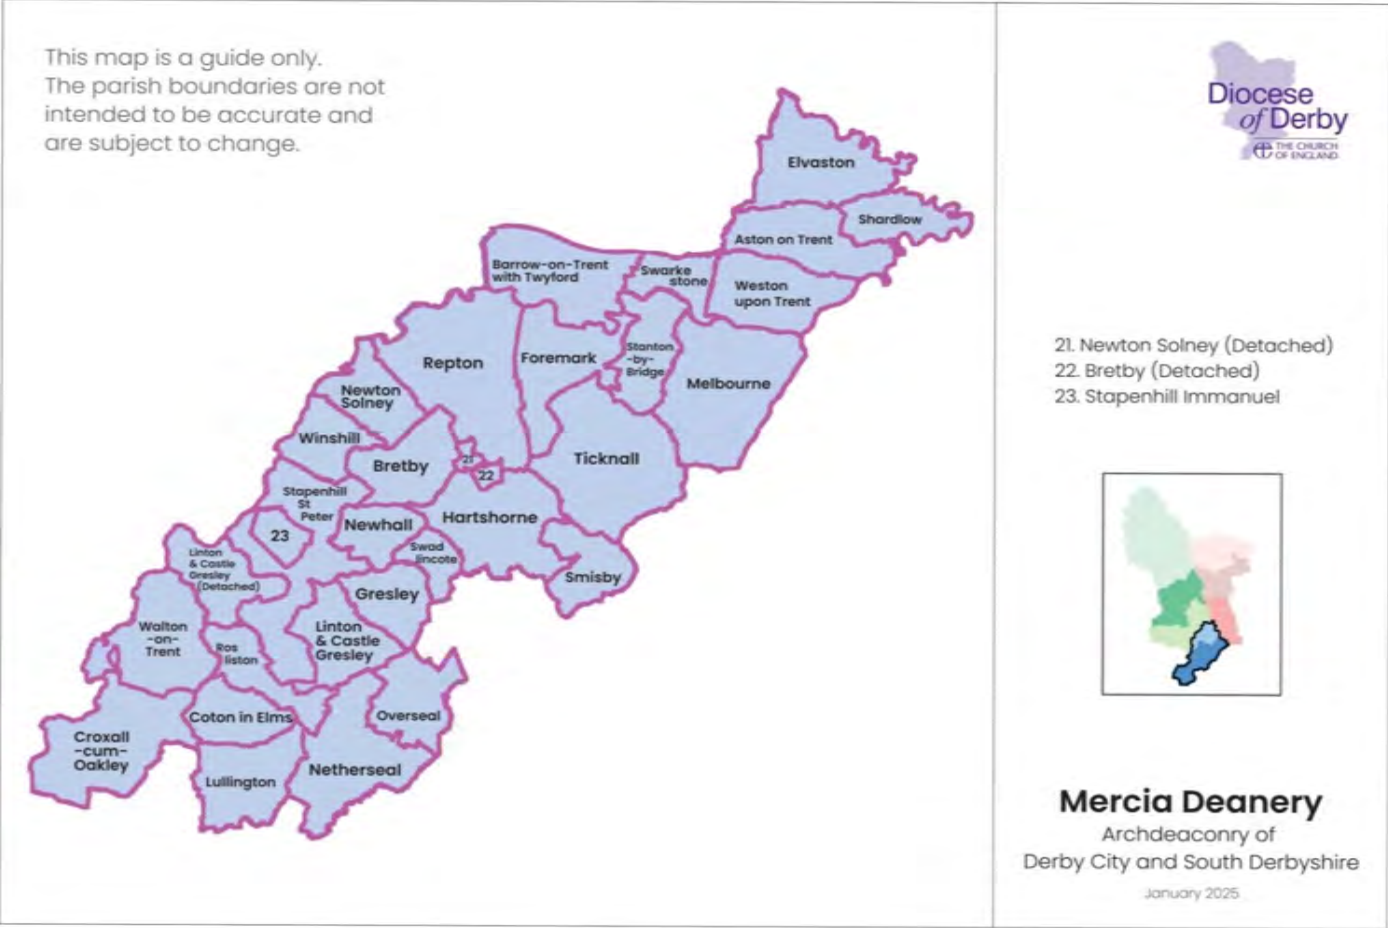 This map is a guide only.
The parish boundaries are not
intended to be accurate and
are subject to change.
Elvaston
Shardlow
Aston on Trent
Barrow-on-Trent
with Twyford
Swarke
stone
Weston
upon Trent
Repton
Foremark
Stanton
-by-
Bridge
Melbourne
Newton
Solney
Winshill
Bretby
21
22
Ticknall
Stapenhill
St
Peter
23
Newhall
Hartshorne
Swad
lincote
Smisby
Linton
& Castle
Gresley
(Detached)
Gresley
Walton
-on-
Trent
Ros
liston
Linton
& Castle
Gresley
Coton in Elms
Overseal
Croxall
-cum-
Oakley
Lullington
Netherseal
Diocese
of Derby
THE CHURCH
OF ENGLAND
21. Newton Solney (Detached)
22. Bretby (Detached)
23. Stapenhill Immanuel
Mercia Deanery
Archdeaconry of
Derby City and South Derbyshire
January 2025